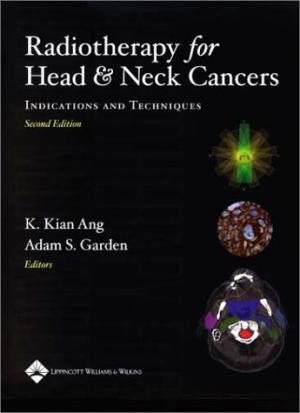 Radiotherapy for
Head & Neck Cancers
INDICATIONS AND TECHNIQUES
Second Edition
K. Kian Ang
Adam S. Garden
Editors
LIPPINCOTT WILLIAMS & WILKINS